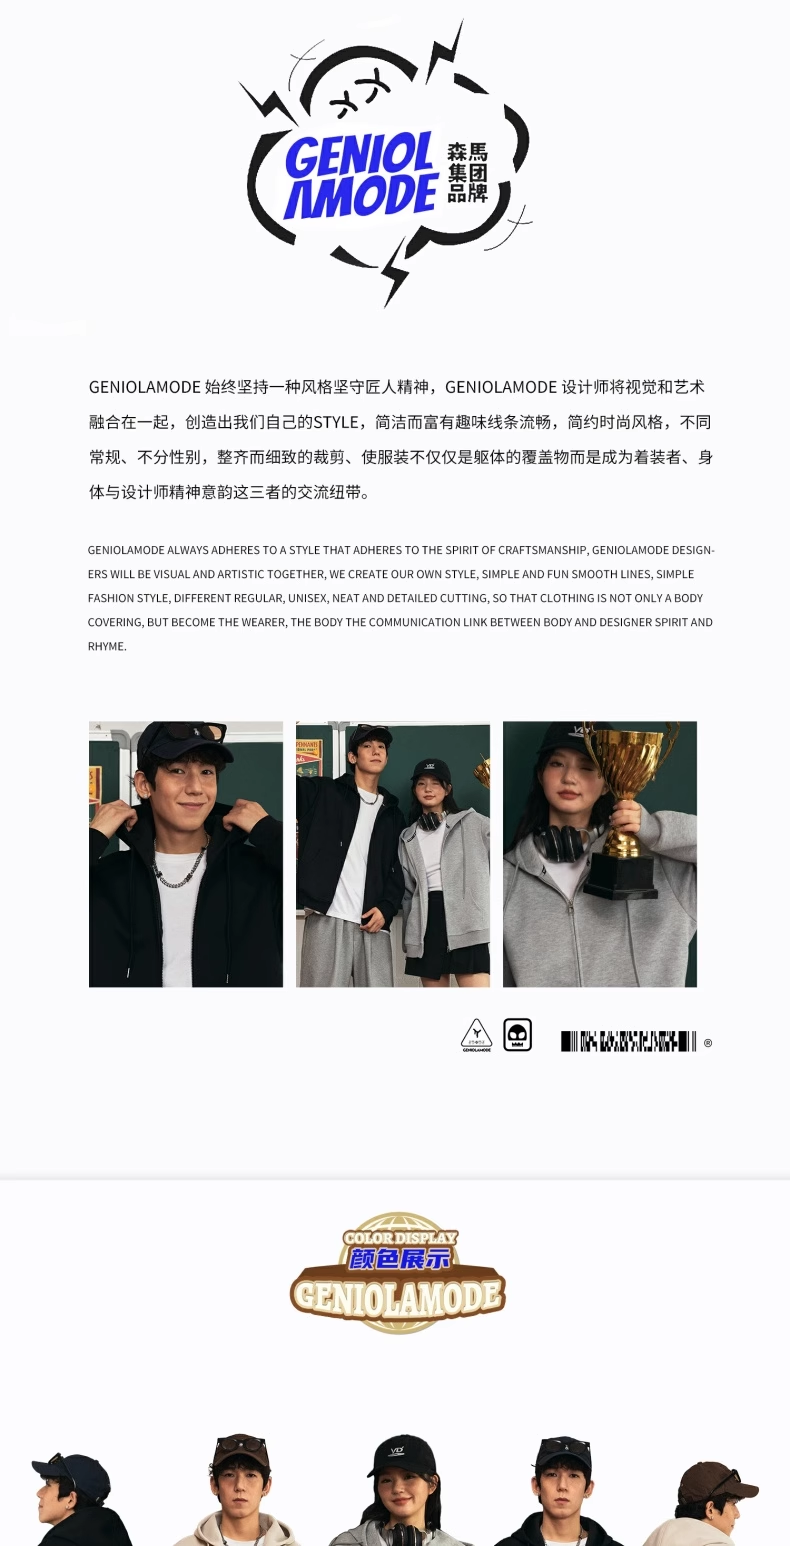 GENIOL
AMODE
森馬
集团
品牌
GENIOLAMODE 始终坚持一种风格坚守匠人精神，GENIOLAMODE 设计师将视觉和艺术
融合在一起，创造出我们自己的STYLE，简洁而富有趣味线条流畅，简约时尚风格，不同
常规、不分性别，整齐而细致的裁剪、使服装不仅仅是躯体的覆盖物而是成为着装者、身
体与设计师精神意韵这三者的交流纽带。
GENIOLAMODE ALWAYS ADHERES TO A STYLE THAT ADHERES TO THE SPIRIT OF CRAFTSMANSHIP, GENIOLAMODE DESIGN-
ERS WILL BE VISUAL AND ARTISTIC TOGETHER, WE CREATE OUR OWN STYLE, SIMPLE AND FUN SMOOTH LINES, SIMPLE
FASHION STYLE, DIFFERENT REGULAR, UNISEX, NEAT AND DETAILED CUTTING, SO THAT CLOTHING IS NOT ONLY A BODY
COVERING, BUT BECOME THE WEARER, THE BODY THE COMMUNICATION LINK BETWEEN BODY AND DESIGNER SPIRIT AND
RHYME.
PENNANTS
GENIOLAMODE
®
COLOR DISPLAY
颜色展示
GENIOLAMODE